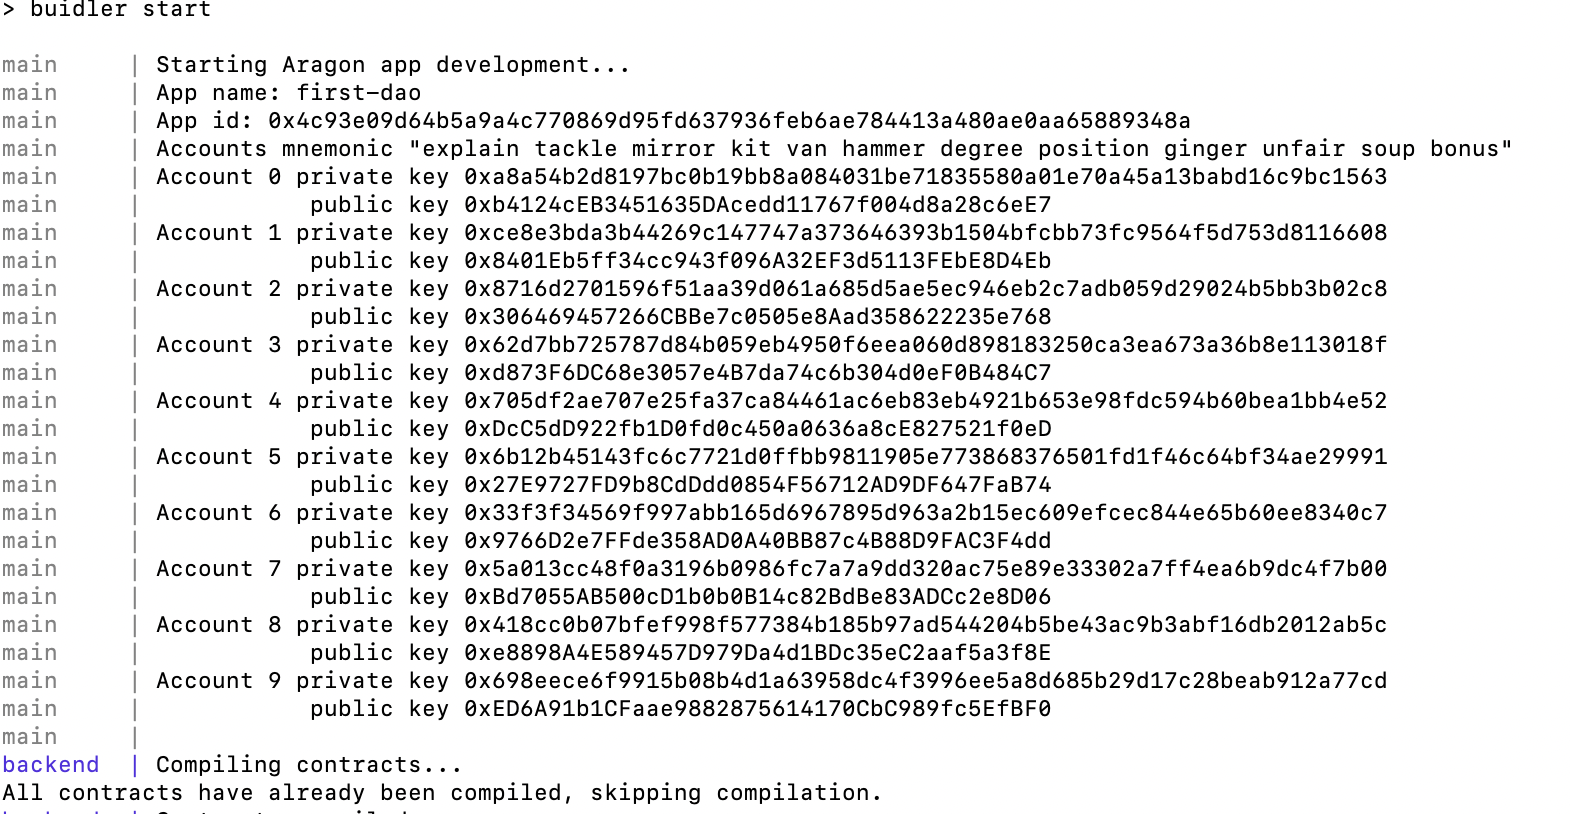 > buidler start
main | Starting Aragon app development...
main | App name: first-dao
main | App id: 0x4c93e09d64b5a9a4c770869d95fd637936feb6ae784413a480ae0aa65889348a
main | Accounts mnemonic "explain tackle mirror kit van hammer degree position ginger unfair soup bonus"
main | Account 0 private key 0xa8a54b2d8197bc0b19bb8a084031be71835580a01e70a45a13babd16c9bc1563
main | public key 0xb4124cEB3451635DAcedd11767f004d8a28c6eE7
main | Account 1 private key 0xce8e3bda3b44269c147747a373646393b1504bfcbb73fc9564f5d753d8116608
main | public key 0x8401Eb5ff34cc943f096A32EF3d5113FEbE8D4Eb
main | Account 2 private key 0x8716d2701596f51aa39d061a685d5ae5ec946eb2c7adb059d29024b5bb3b02c8
main | public key 0x306469457266CBBe7c0505e8Aad358622235e768
main | Account 3 private key 0x62d7bb725787d84b059eb4950f6eea060d898183250ca3ea673a36b8e113018f
main | public key 0xd873F6DC68e3057e4B7da74c6b304d0eF0B484C7
main | Account 4 private key 0x705df2ae707e25fa37ca84461ac6eb83eb4921b653e98fdc594b60bea1bb4e52
main | public key 0xDcC5dD922fb1D0fd0c450a0636a8cE827521f0eD
main | Account 5 private key 0x6b12b45143fc6c7721d0ffbb9811905e773868376501fd1f46c64bf34ae29991
main | public key 0x27E9727FD9b8CdDdd0854F56712AD9DF647FaB74
main | Account 6 private key 0x33f3f34569f997abb165d6967895d963a2b15ec609efcec844e65b60ee8340c7
main | public key 0x9766D2e7FFde358AD0A40BB87c4B88D9FAC3F4dd
main | Account 7 private key 0x5a013cc48f0a3196b0986fc7a7a9dd320ac75e89e33302a7ff4ea6b9dc4f7b00
main | public key 0xBd7055AB500cD1b0b0B14c82BdBe83ADCc2e8D06
main | Account 8 private key 0x418cc0b07bfef998f577384b185b97ad544204b5be43ac9b3abf16db2012ab5c
main | public key 0xe8898A4E589457D979Da4d1BDc35eC2aaf5a3f8E
main | Account 9 private key 0x698eece6f9915b08b4d1a63958dc4f3996ee5a8d685b29d17c28beab912a77cd
main | public key 0xED6A91b1CFaae9882875614170CbC989fc5EfBF0
main |
backend | Compiling contracts...
All contracts have already been compiled, skipping compilation.